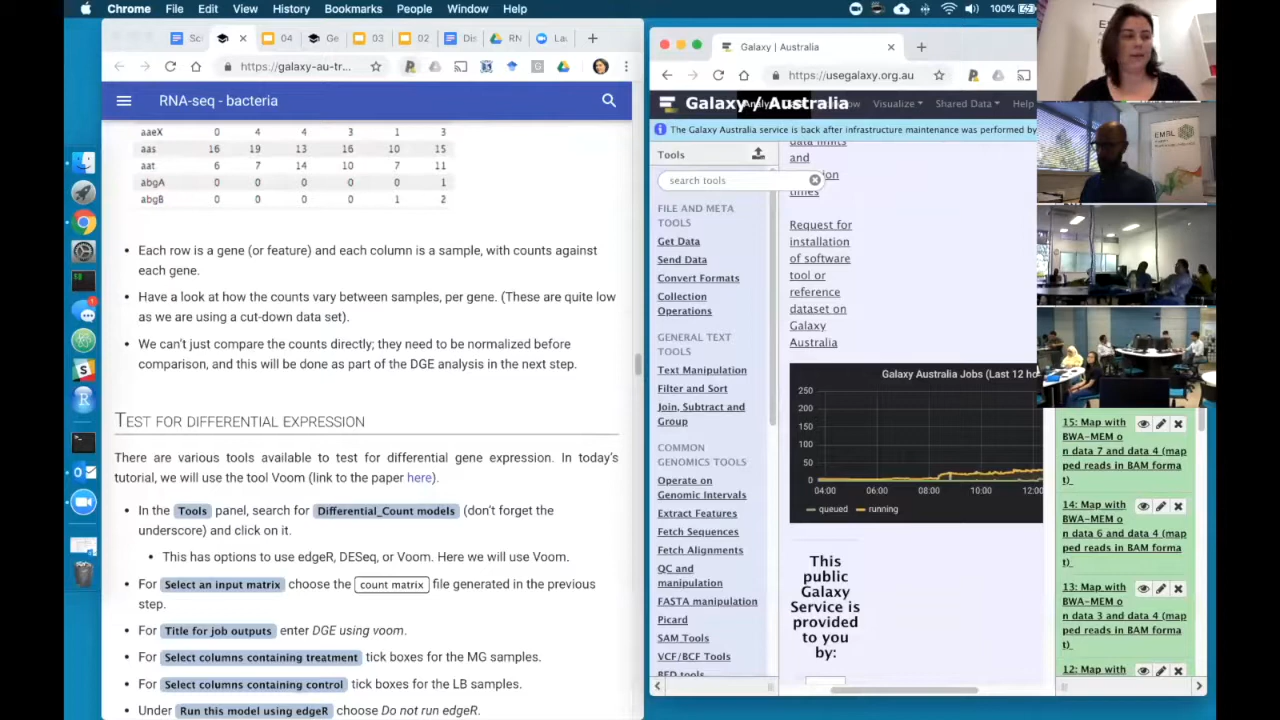 Chrome File Edit View History Bookmarks People Window Help
100%
Sci
04
Ge
03
02
Dis
RN
Lau
https://galaxy-au-tr...
RNA-seq - bacteria
aaeX 0 4 4 3 1 3
aas 16 19 13 16 10 15
aat 6 7 14 10 7 11
abgA 0 0 0 0 0 1
abgB 0 0 0 0 1 2
• Each row is a gene (or feature) and each column is a sample, with counts against
each gene.
• Have a look at how the counts vary between samples, per gene. (These are quite low
as we are using a cut-down data set).
• We can't just compare the counts directly; they need to be normalized before
comparison, and this will be done as part of the DGE analysis in the next step.
TEST FOR DIFFERENTIAL EXPRESSION
There are various tools available to test for differential gene expression. In today's
tutorial, we will use the tool Voom (link to the paper here).
• In the Tools panel, search for Differential_Count models (don't forget the
underscore) and click on it.
• This has options to use edgeR, DESeq, or Voom. Here we will use Voom.
• For Select an input matrix choose the count matrix file generated in the previous
step.
• For Title for job outputs enter DGE using voom.
• For Select columns containing treatment tick boxes for the MG samples.
• For Select columns containing control tick boxes for the LB samples.
• Under Run this model using edgeR choose Do not run edgeR.
Galaxy | Australia
https://usegalaxy.org.au
Galaxy / Australia
Visualize Shared Data Help
The Galaxy Australia service is back after infrastructure maintenance was performed by
Tools
search tools
FILE AND META
TOOLS
Get Data
Send Data
Convert Formats
Collection
Operations
GENERAL TEXT
TOOLS
Text Manipulation
Filter and Sort
Join, Subtract and
Group
COMMON
GENOMICS TOOLS
Operate on
Genomic Intervals
Extract Features
Fetch Sequences
Fetch Alignments
QC and
manipulation
FASTA manipulation
Picard
SAM Tools
VCF/BCF Tools
BED tools
data limits
and
times
Request for
installation
of software
tool or
reference
dataset on
Galaxy
Australia
Galaxy Australia Jobs (Last 12 ho
250
200
150
100
50
0
04:00 06:00 08:00 10:00 12:00
queued running
This
public
Galaxy
Service is
provided
to you
by:
EMBL
15: Map with
BWA-MEM o
n data 7 and data 4 (map
ped reads in BAM forma
t)
14: Map with
BWA-MEM o
n data 6 and data 4 (map
ped reads in BAM forma
t)
13: Map with
BWA-MEM o
n data 3 and data 4 (map
ped reads in BAM forma
t)
12: Map with